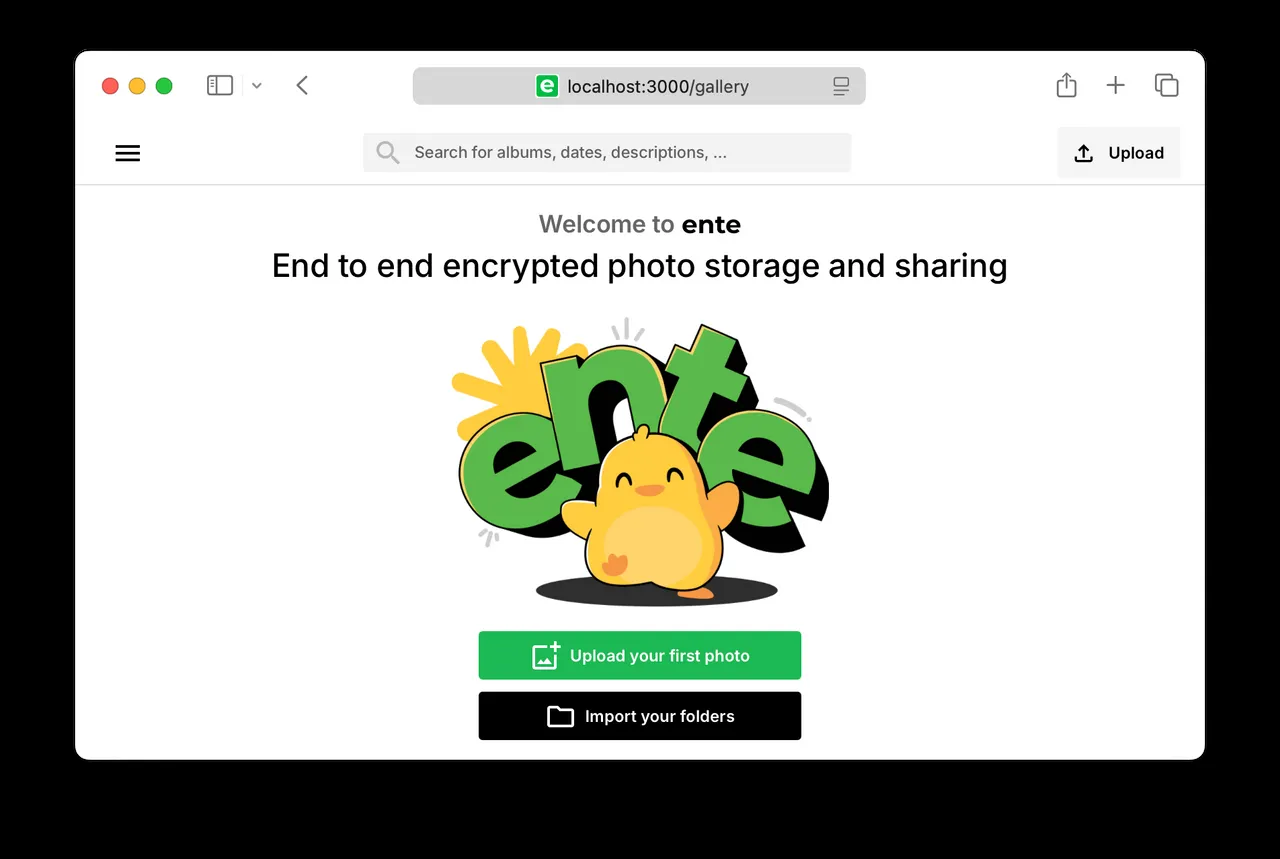 e localhost:3000/gallery
Search for albums, dates, descriptions, ...
Upload
Welcome to ente
End to end encrypted photo storage and sharing
ente
Upload your first photo
Import your folders